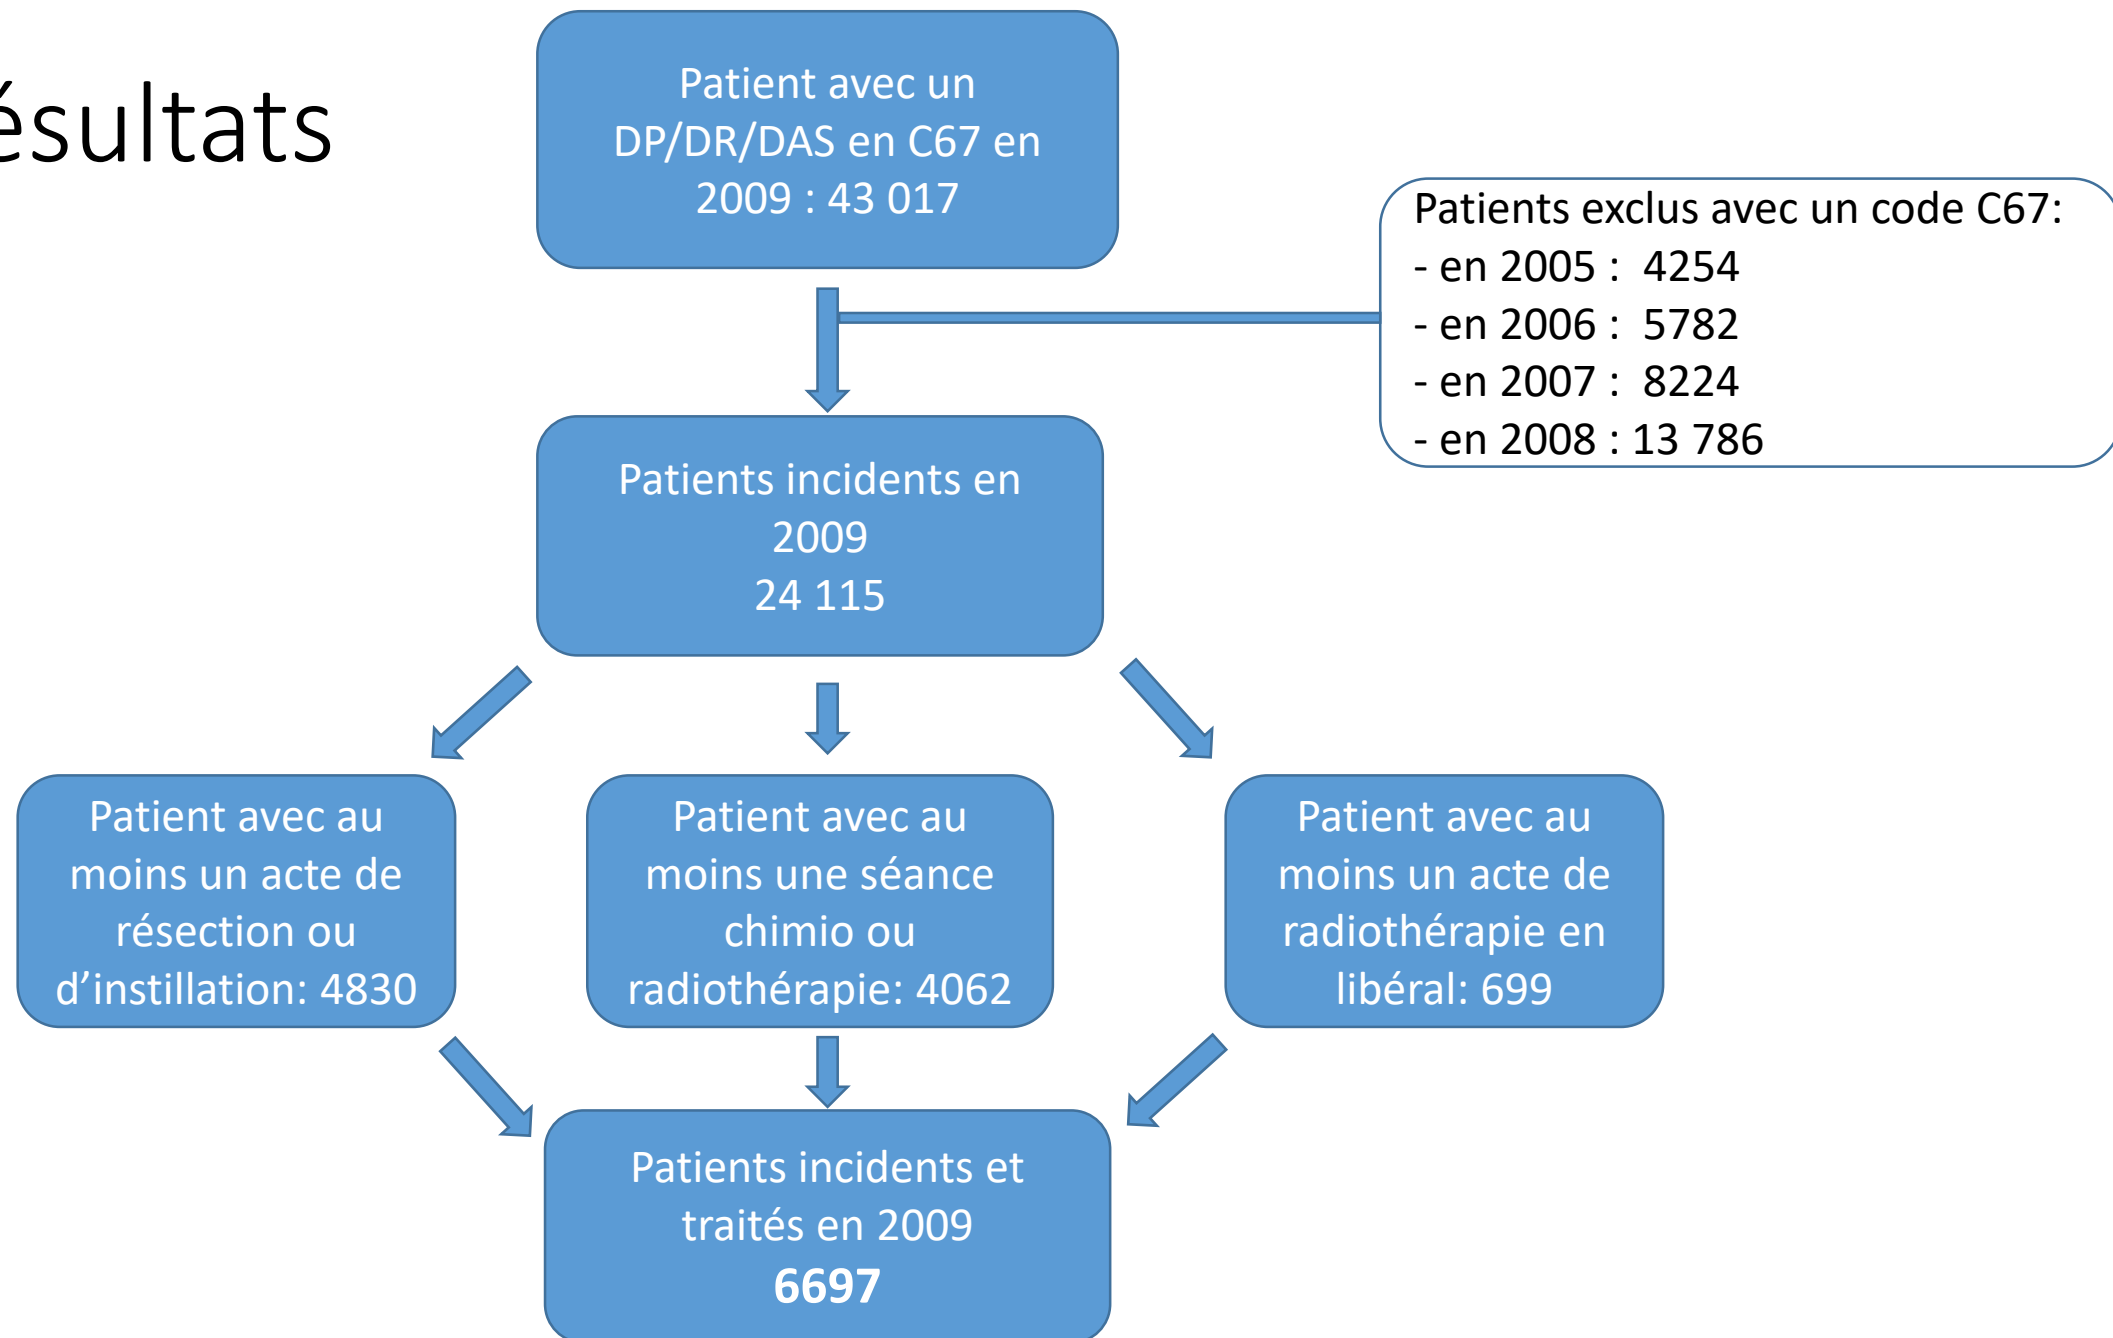 ésultats
Patient avec un
DP/DR/DAS en C67 en
2009 : 43 017
Patients exclus avec un code C67:
- en 2005 : 4254
- en 2006 : 5782
- en 2007 : 8224
- en 2008 : 13 786
Patients incidents en
2009
24 115
Patient avec au
moins un acte de
résection ou
d’instillation: 4830
Patient avec au
moins une séance
chimio ou
radiothérapie: 4062
Patient avec au
moins un acte de
radiothérapie en
libéral: 699
Patients incidents et
traités en 2009
6697